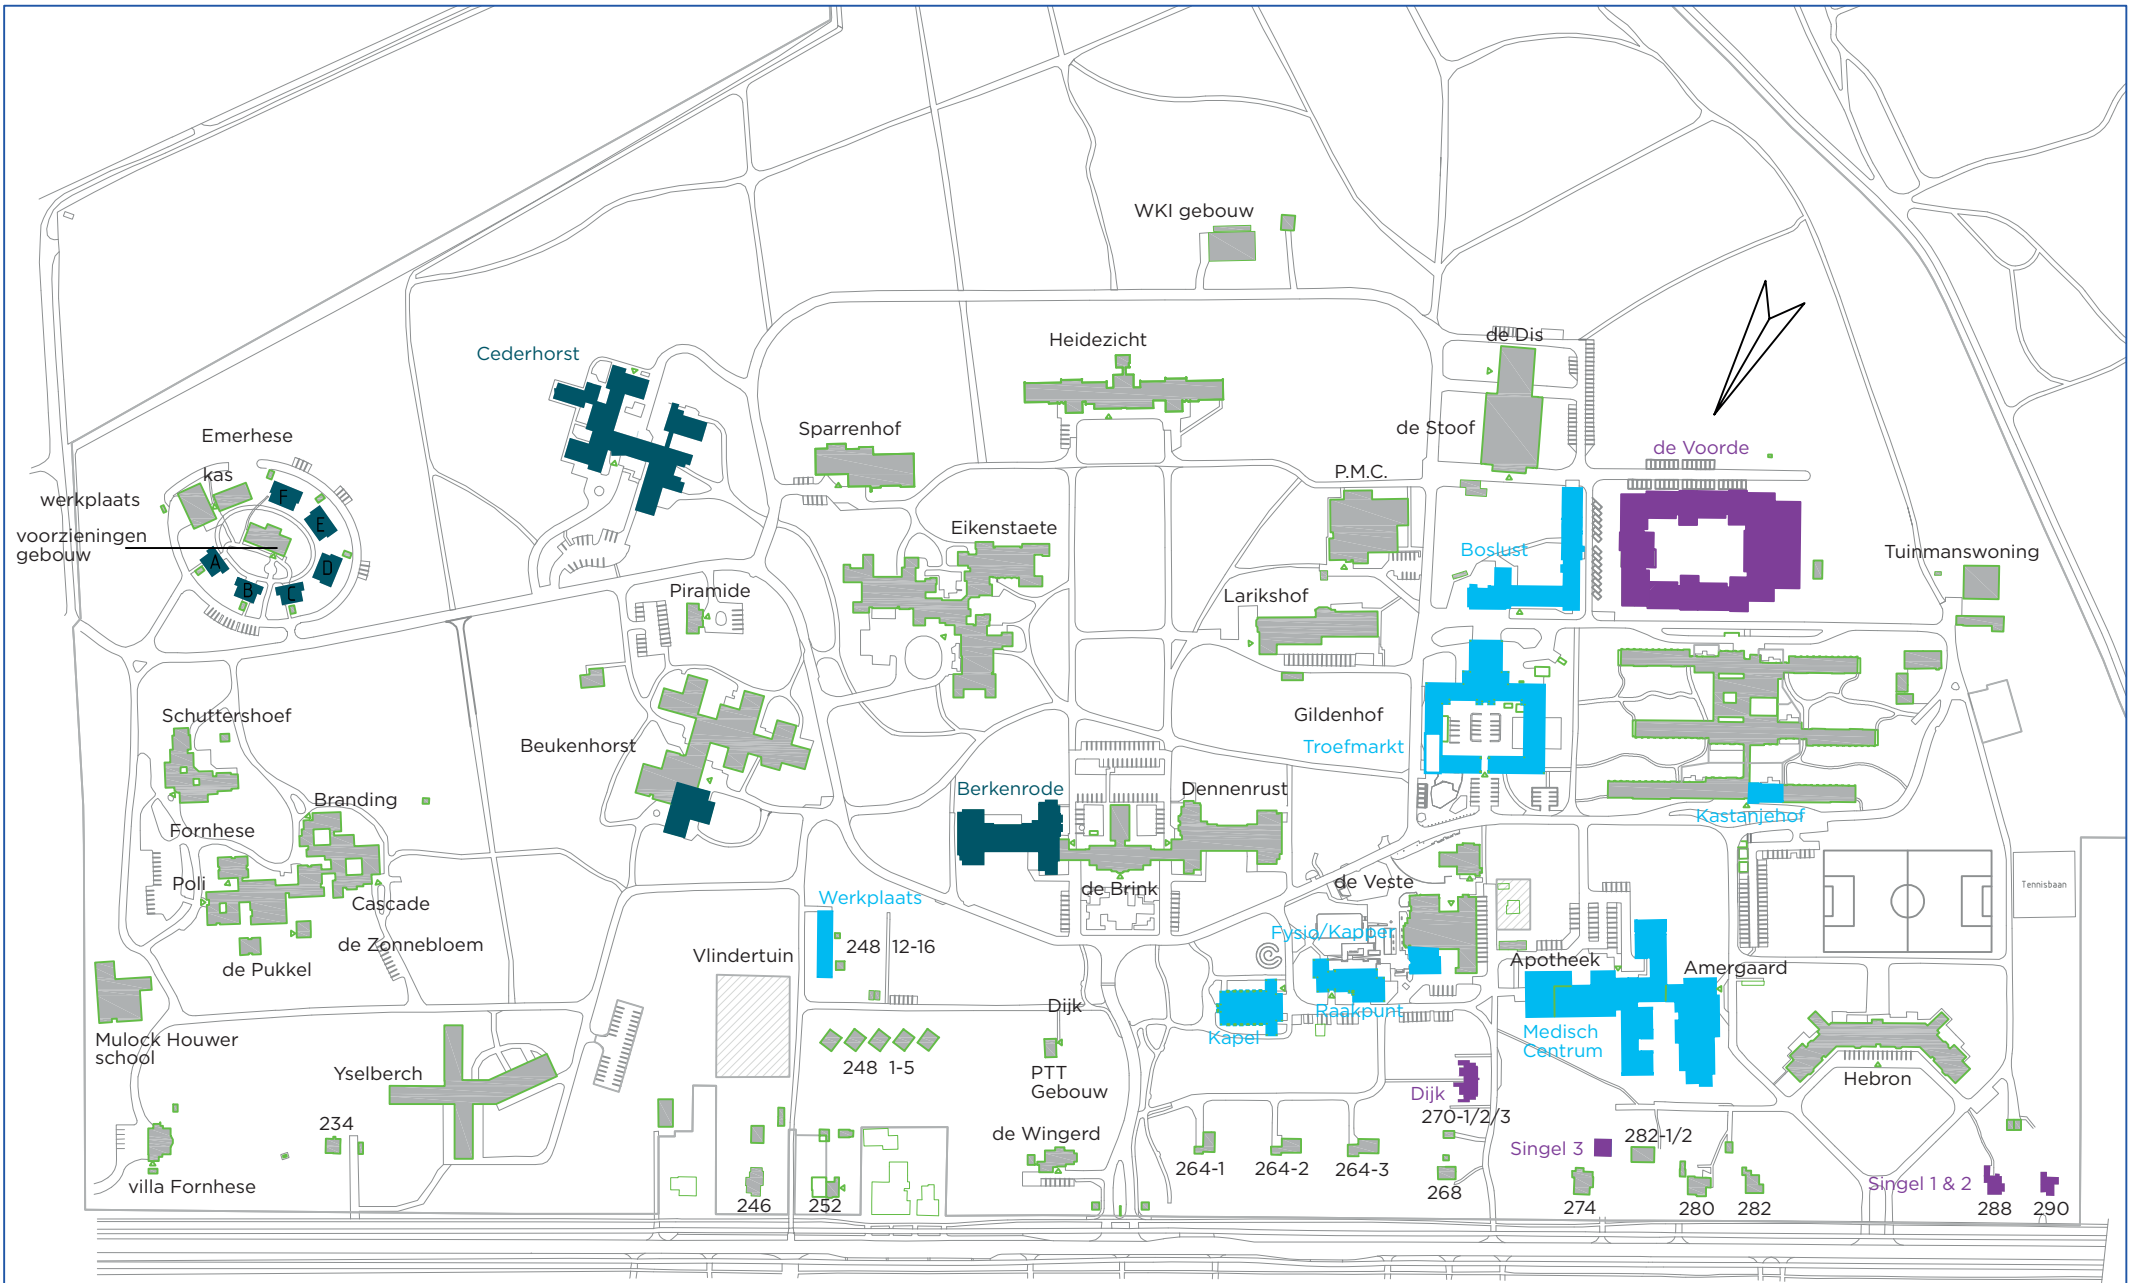 WKI gebouw
de Dis
Heidezicht
Cederhorst
Sparrenhof
de Stoof
Emerhese
de Voorde
kas
P.M.C.
werkplaats
F
E
voorzieningen
gebouw
Eikenstaete
Boslust
Tuinmanswoning
A
D
B
C
Piramide
Larikshof
Schuttershoef
Beukenhorst
Gildenhof
Troefmarkt
Branding
Berkenrode
Dennenrust
Kastanjehof
Fornhese
Poli
Cascade
de Brink
de Veste
Tennisbaan
Werkplaats
Fysio/Kapper
248 12-16
de Zonnebloem
Vlindertuin
de Pukkel
Apotheek
Amergaard
Dijk
Raakpunt
Kapel
Mulock Houwer
school
Medisch
Centrum
Yselberch
248 1-5
PTT
Gebouw
Hebron
Dijk
270-1/2/3
234
de Wingerd
282-1/2
Singel 3
264-1
264-2
264-3
villa Fornhese
268
Singel 1 & 2
246
252
274
280
282
288
290